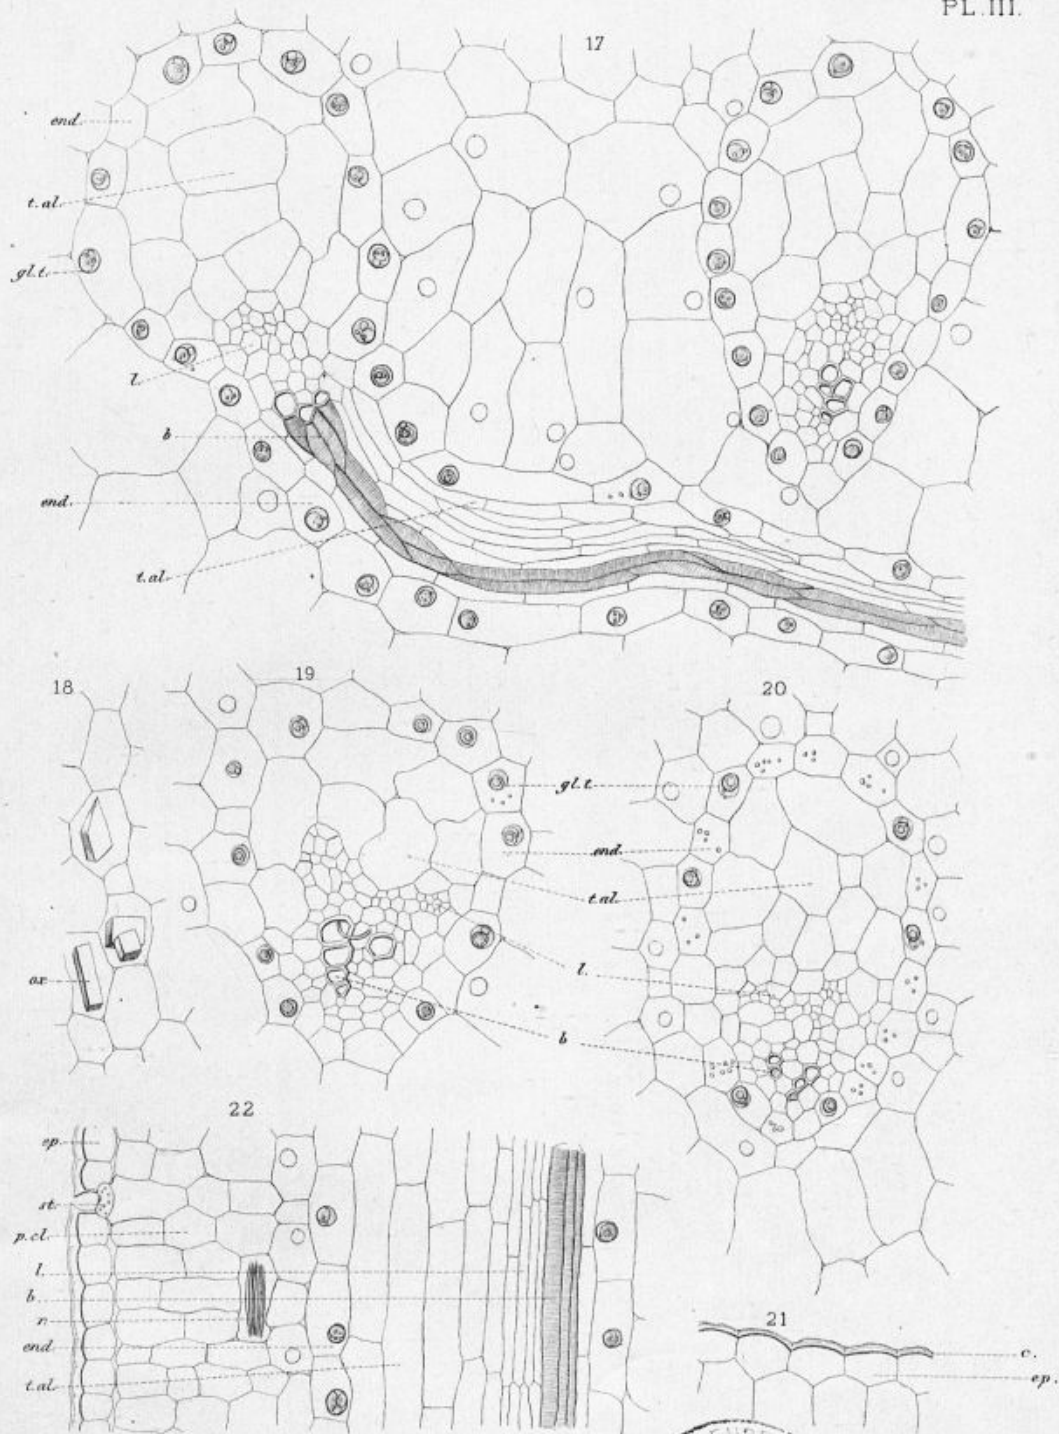 PL.III.
17
end.
t.al.
gl.t.
l.
b
end.
t.al.
18
19
20
gl.t.
end.
t.al.
ox
l.
b
22
ep.
st.
p.cl.
l.
b
r.
end
t.al.
21
c.
ep.